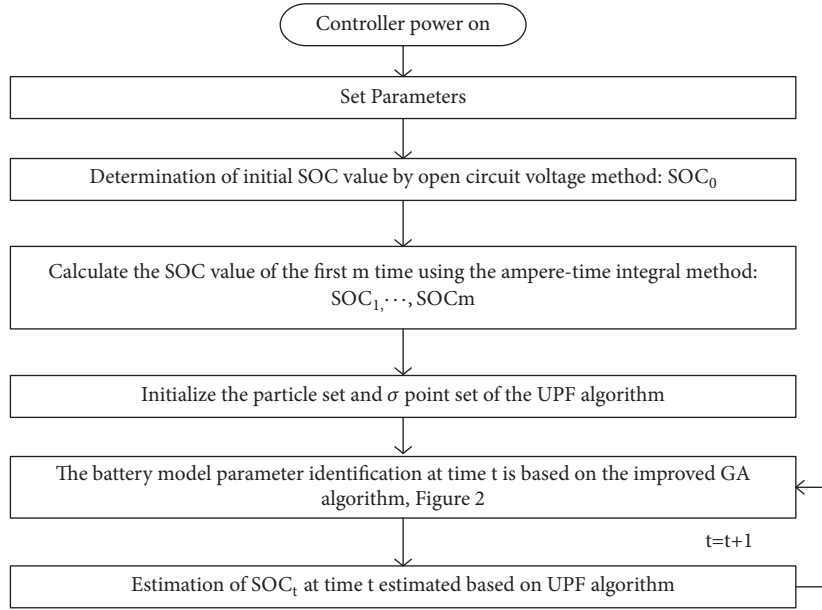 Controller power on
Set Parameters
Determination of initial SOC value by open circuit voltage method: SOC₀
Calculate the SOC value of the first m time using the ampere-time integral method:
SOC₁,⋯, SOCm
Initialize the particle set and σ point set of the UPF algorithm
The battery model parameter identification at time t is based on the improved GA
algorithm, Figure 2
t=t+1
Estimation of SOCₜ at time t estimated based on UPF algorithm